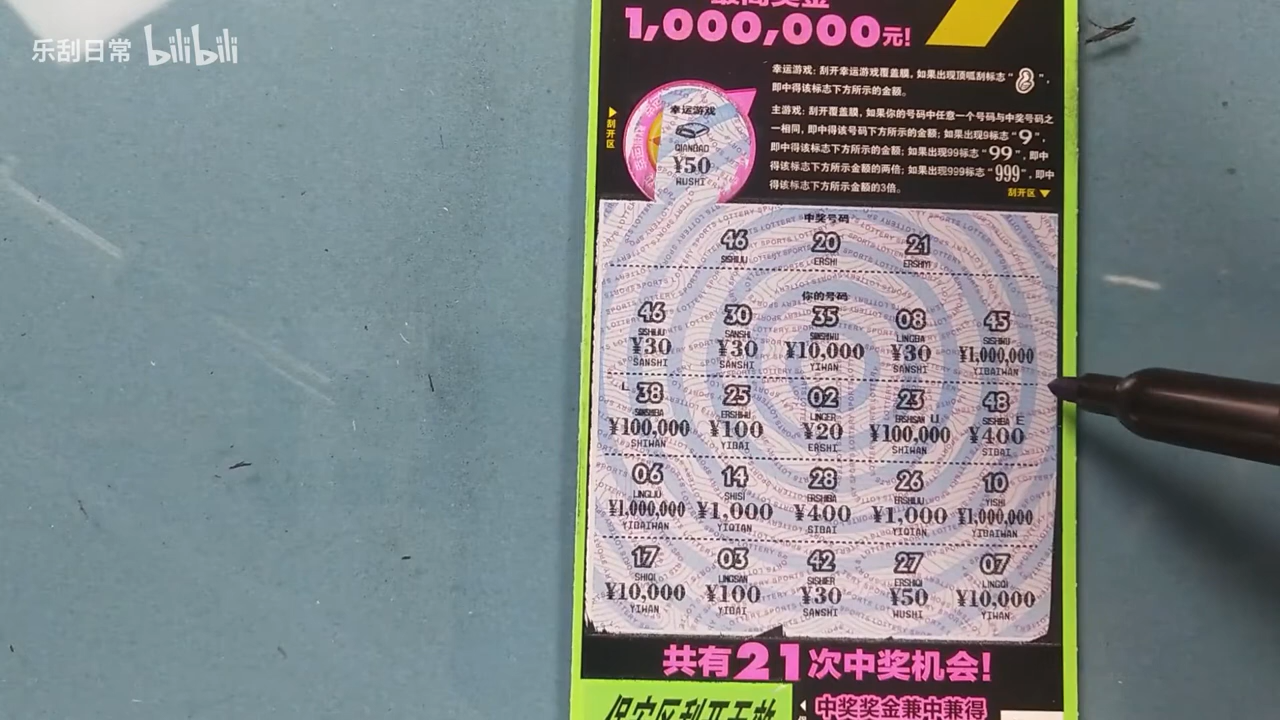 乐刮日常 bilibili
最高奖金
1,000,000元!
幸运游戏：刮开幸运游戏覆盖膜，如果出现顶呱刮标志“ ”，
即中得该标志下方所示的金额。
主游戏：刮开覆盖膜，如果你的号码中任意一个号码与中奖号码之
一相同，即中得该号码下方所示的金额；如果出现9标志“9”，
即中得该标志下方所示的金额；如果出现99标志“99”，即中
得该标志下方所示金额的两倍；如果出现999标志“999”，即中
得该标志下方所示金额的3倍。
刮开区
刮开区
幸运游戏
QIANBAO
¥50
WUSHI
中奖号码
46 20 21
SISHILIU ERSHI ERSHIYI
你的号码
46 30 35 08 45
SISHILIU SANSHI SANSHIWU LINGBA SISHIWU
¥30 ¥30 ¥10,000 ¥30 ¥1,000,000
SANSHI SANSHI YIWAN SANSHI YIBAIWAN
L 38 25 02 23 48
SANSHIBA ERSHIWU LINGER ERSHISAN U SISHIBA E
¥100,000 ¥100 ¥20 ¥100,000 ¥400
SHIWAN YIBAI ERSHI SHIWAN SIBAI
06 14 28 26 10
LINGLIU SHISI ERSHIBA ERSHILIU YISHI
¥1,000,000 ¥1,000 ¥400 ¥1,000 ¥1,000,000
YIBAIWAN YIQIAN SIBAI YIQIAN YIBAIWAN
17 03 42 27 07
SHIQI LINGSAN SISHIER ERSHIQI LINGQI
¥10,000 ¥100 ¥30 ¥50 ¥10,000
YIWAN YIBAI SANSHI WUSHI YIWAN
共有21次中奖机会!
保安区刮开无效
中奖奖金兼中兼得